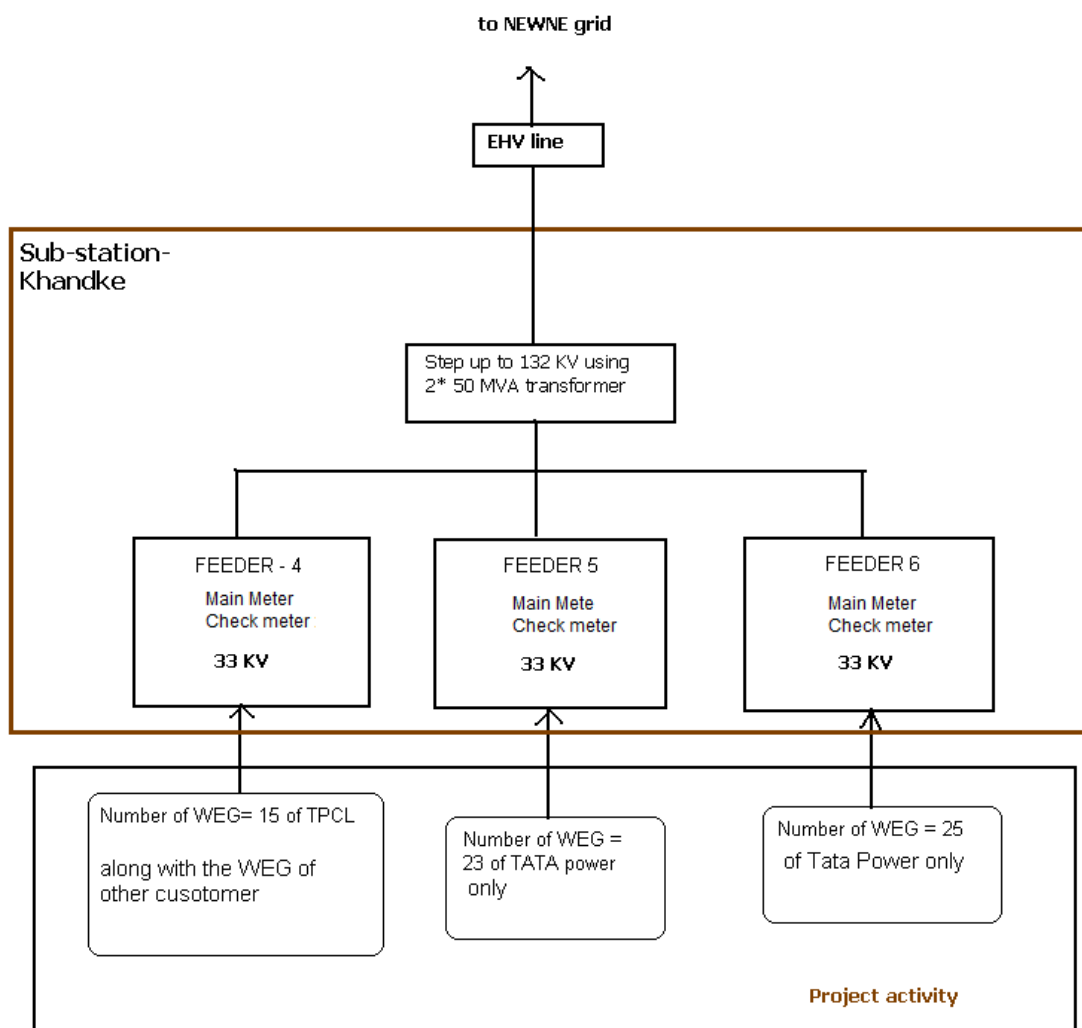 to NEWNE grid
EHV line
Sub-station-
Khandke
Step up to 132 KV using
2* 50 MVA transformer
FEEDER - 4
Main Meter
Check meter
33 KV
FEEDER 5
Main Mete
Check meter
33 KV
FEEDER 6
Main Meter
Check meter
33 KV
Number of WEG= 15 of TPCL
along with the WEG of
other cusotomer
Number of WEG =
23 of TATA power
only
Number of WEG = 25
of Tata Power only
Project activity